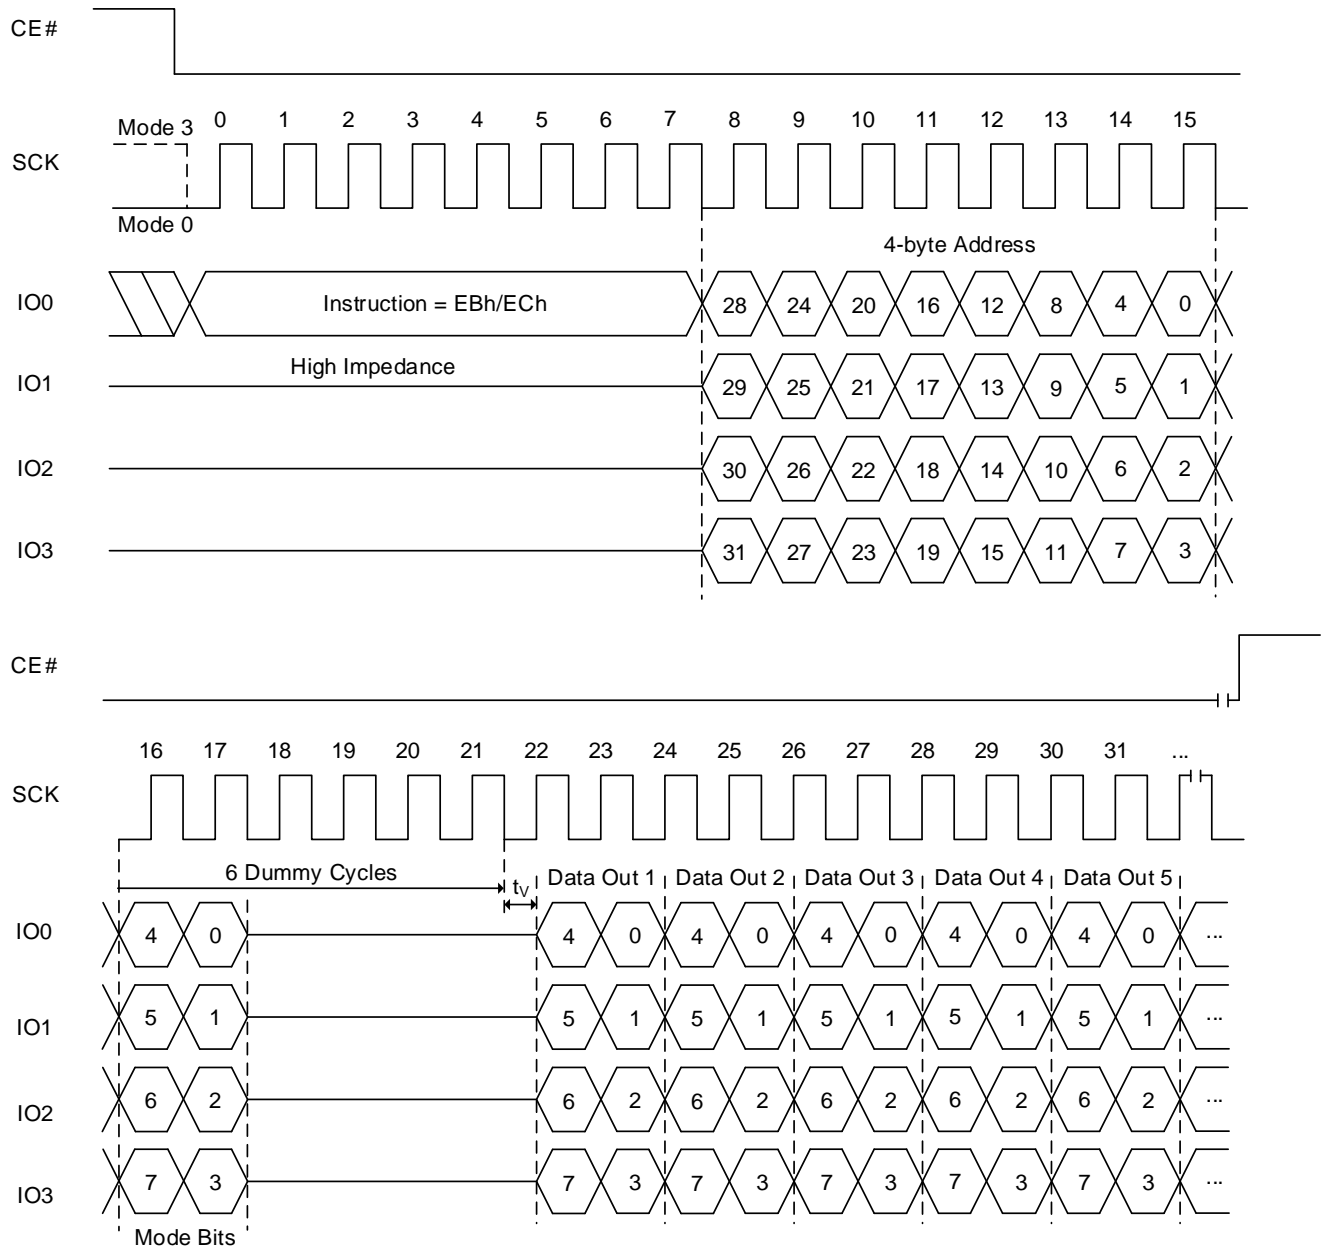 CE#
Mode 3 0 1 2 3 4 5 6 7 8 9 10 11 12 13 14 15
SCK
Mode 0
4-byte Address
IO0 Instruction = EBh/ECh 28 24 20 16 12 8 4 0
High Impedance
IO1 29 25 21 17 13 9 5 1
IO2 30 26 22 18 14 10 6 2
IO3 31 27 23 19 15 11 7 3
CE#
16 17 18 19 20 21 22 23 24 25 26 27 28 29 30 31 ...
SCK
6 Dummy Cycles tV Data Out 1 Data Out 2 Data Out 3 Data Out 4 Data Out 5
IO0 4 0 4 0 4 0 4 0 4 0 4 0 ...
IO1 5 1 5 1 5 1 5 1 5 1 5 1 ...
IO2 6 2 6 2 6 2 6 2 6 2 6 2 ...
IO3 7 3 7 3 7 3 7 3 7 3 7 3 ...
Mode Bits